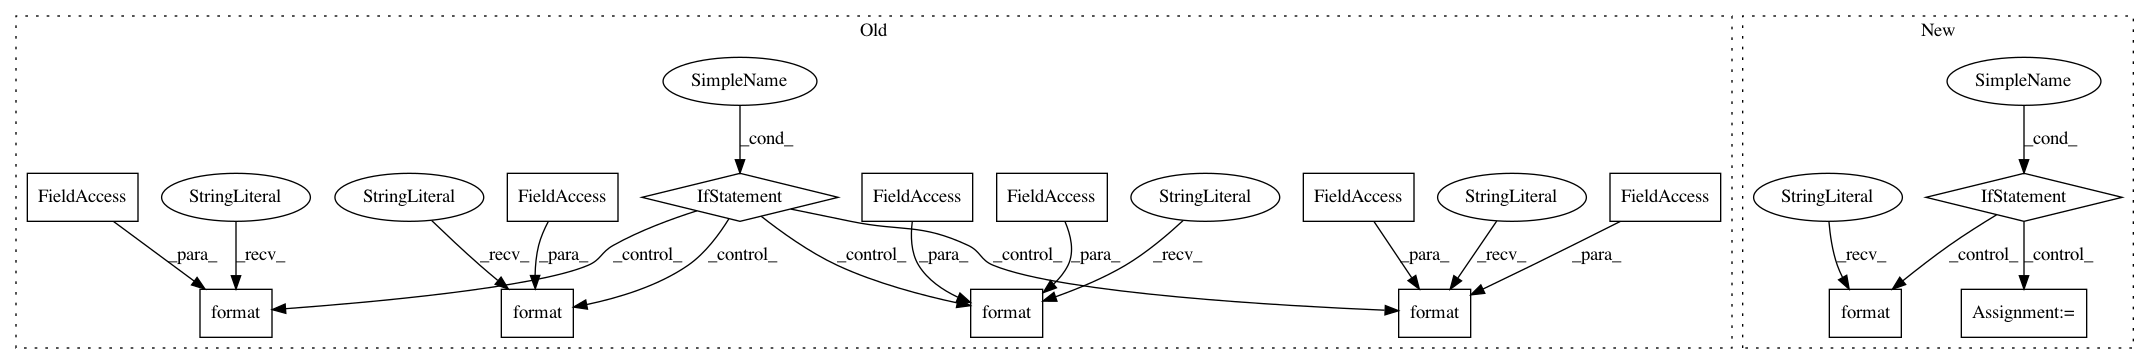 Old
New
SimpleName
SimpleName
_cond_
_cond_
FieldAccess
StringLiteral
StringLiteral
FieldAccess
IfStatement
FieldAccess
FieldAccess
StringLiteral
FieldAccess
StringLiteral
FieldAccess
StringLiteral
IfStatement
_para_
_recv_
_recv_
_para_
_control_
_control_
_control_
_para_
_para_
_recv_
_control_
_para_
_recv_
_para_
_recv_
_control_
_control_
format
format
format
format
format
Assignment:=